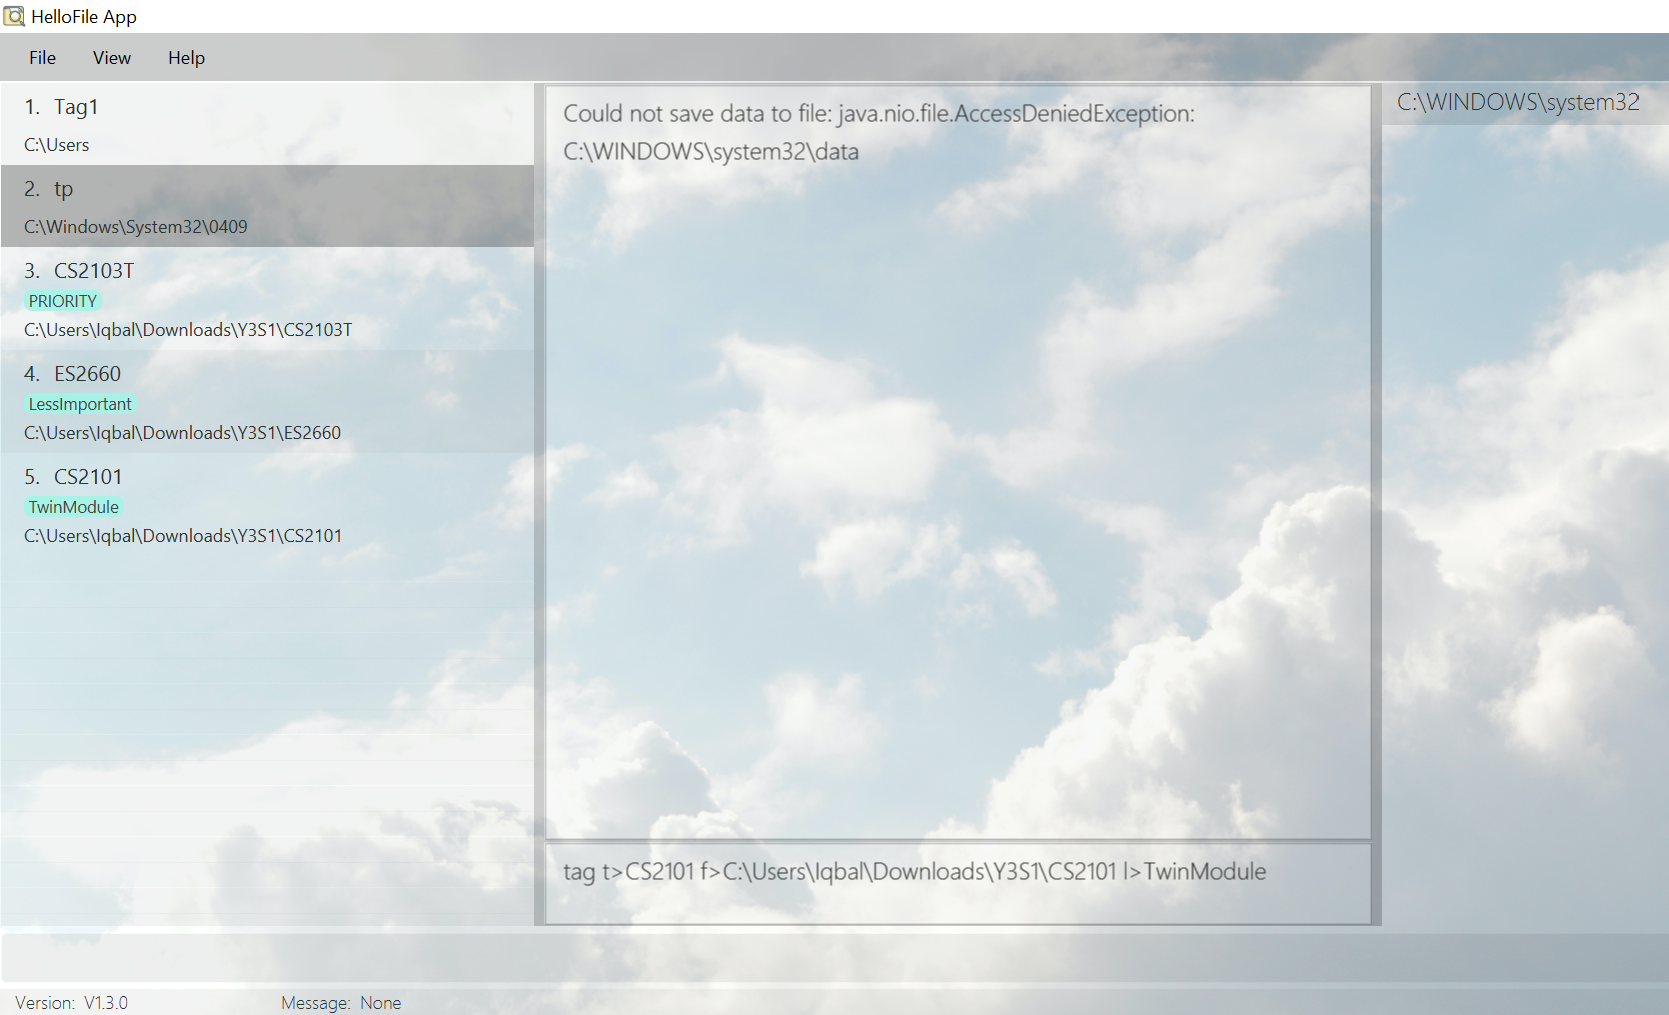 HelloFile App
File View Help
1. Tag1
C:\Users
2. tp
C:\Windows\System32\0409
3. CS2103T
PRIORITY
C:\Users\Iqbal\Downloads\Y3S1\CS2103T
4. ES2660
LessImportant
C:\Users\Iqbal\Downloads\Y3S1\ES2660
5. CS2101
TwinModule
C:\Users\Iqbal\Downloads\Y3S1\CS2101
Could not save data to file: java.nio.file.AccessDeniedException:
C:\WINDOWS\system32\data
tag t>CS2101 f>C:\Users\Iqbal\Downloads\Y3S1\CS2101 l>TwinModule
C:\WINDOWS\system32
Version: V1.3.0 Message: None